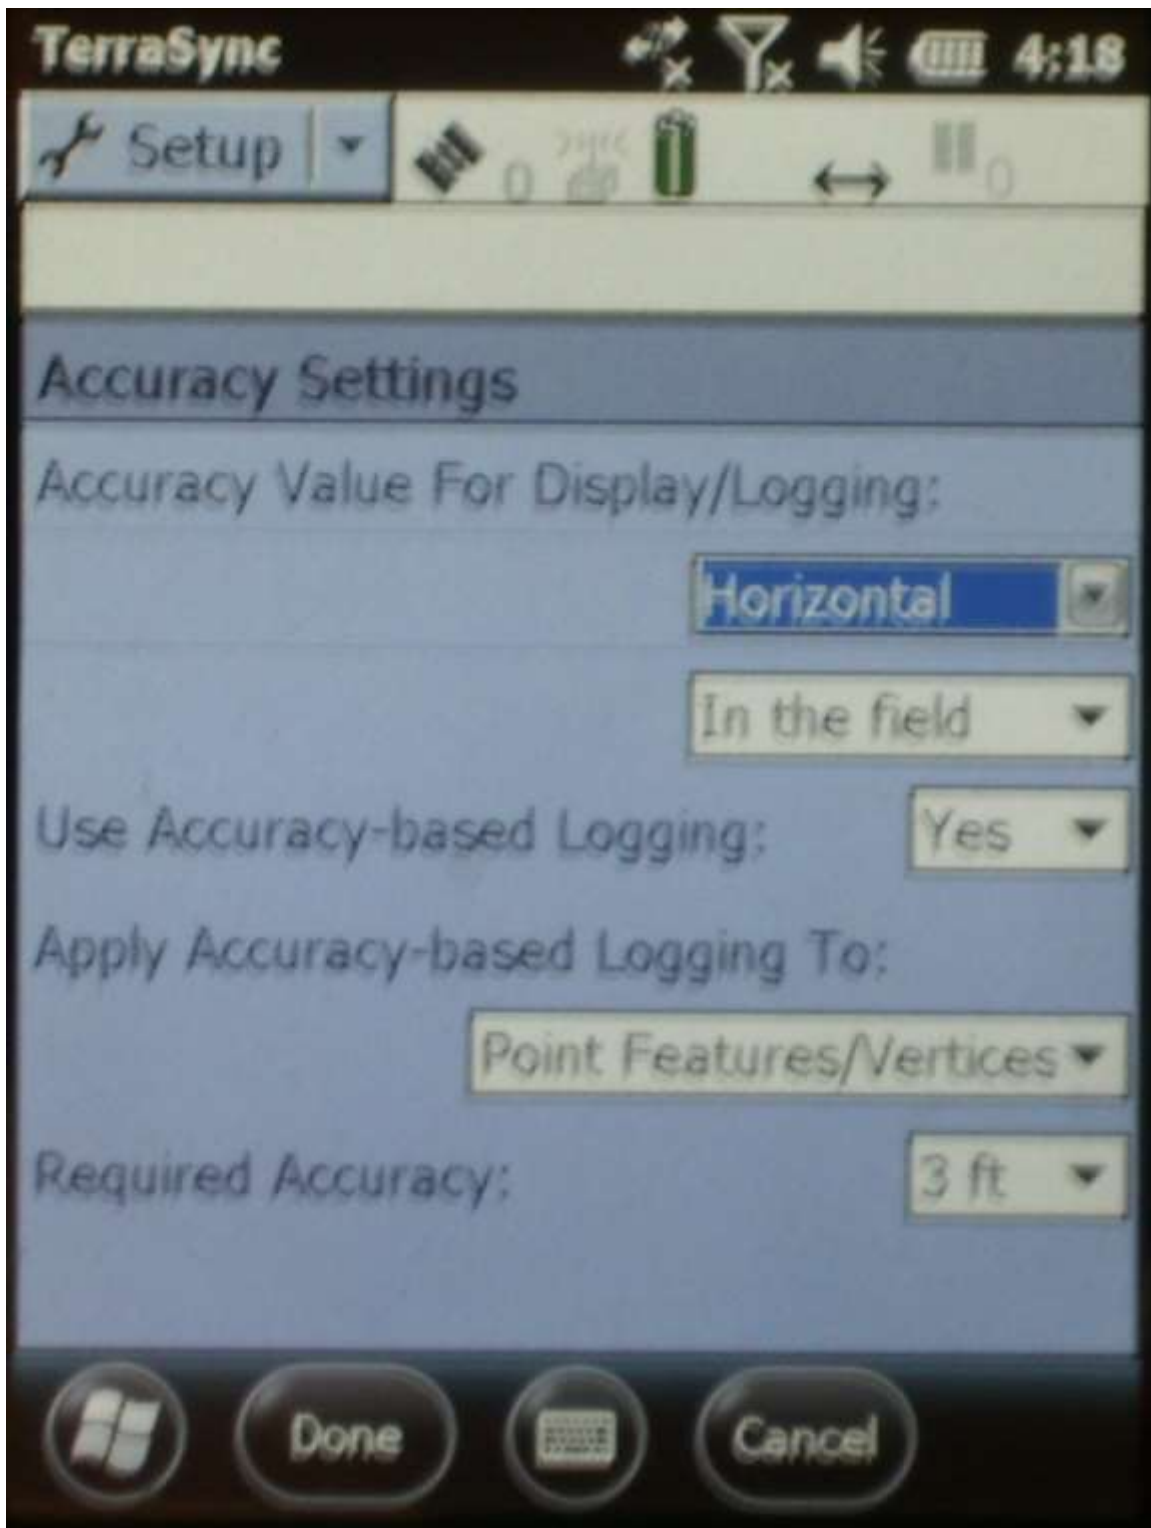 TerraSync 4:18
Setup 0 0
Accuracy Settings
Accuracy Value For Display/Logging:
Horizontal
In the field
Use Accuracy-based Logging: Yes
Apply Accuracy-based Logging To:
Point Features/Vertices
Required Accuracy: 3 ft
Done Cancel